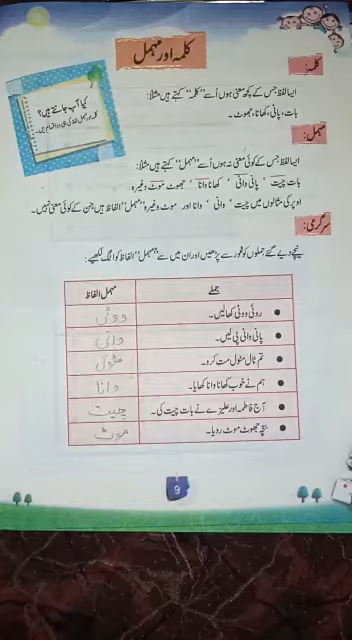 کلمہ اور مہمل
کیا آپ جانتے ہیں؟
کلمہ:
ایسا لفظ جس کے کچھ معنی ہوں اُسے "کلمہ" کہتے ہیں مثلاً:
بات، پانی، کھانا، جھوٹ۔
مہمل:
ایسا لفظ جس کے کوئی معنی نہ ہوں اُسے "مہمل" کہتے ہیں مثلاً:
بات چیت ، پانی وانی ، کھانا وانا ، جھوٹ موٹ وغیرہ
اوپر کی مثالوں میں چیت ، وانی ، وانا اور موٹ وغیرہ "مہمل" الفاظ ہیں جن کے کوئی معنی نہیں۔
سرگرمی:
نیچے دیے گئے جملوں کو غور سے پڑھیں اور ان میں سے "مہمل" الفاظ کو الگ لکھیے:
جملے مہمل الفاظ
روٹی ووٹی کھالیں۔ ووٹی
پانی وانی پی لیں۔ وانی
تم ٹال مٹول مت کرو۔ مٹول
ہم نے خوب کھانا وانا کھایا۔ وانا
آج فاطمہ اور علیزے نے بات چیت کی۔ چیت
بچہ جھوٹ موٹ رویا۔ موٹ
9